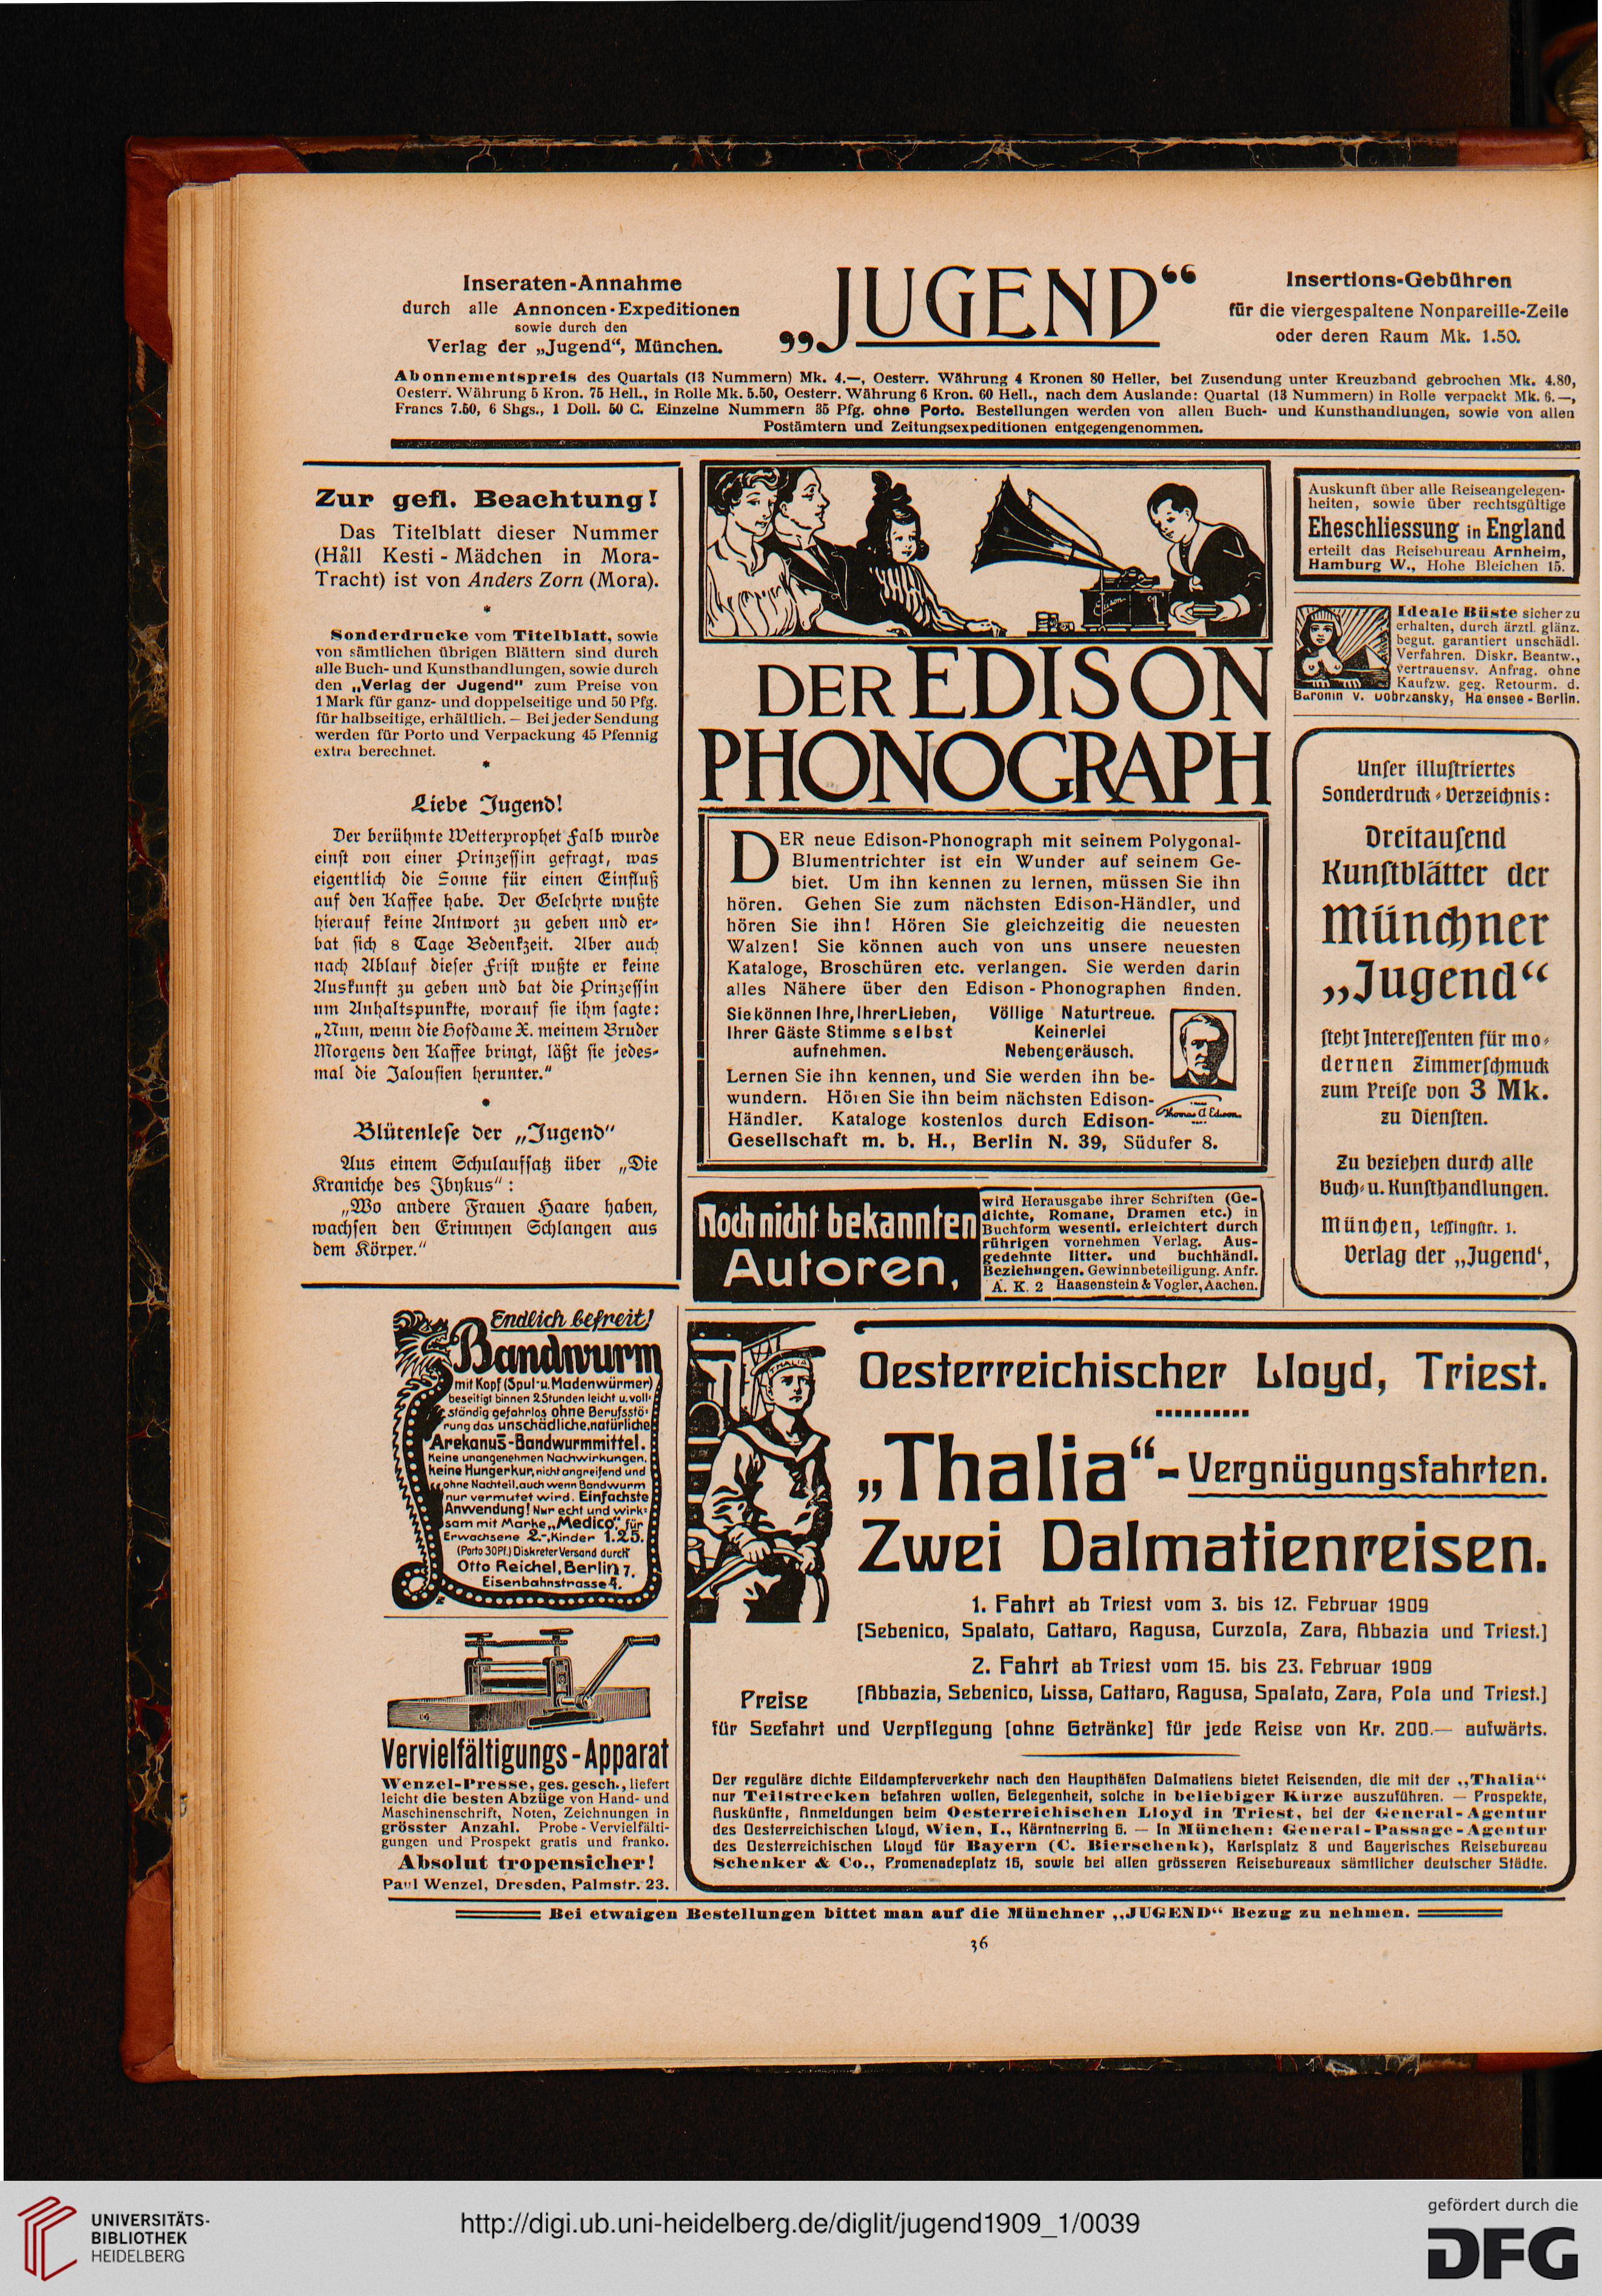 Inseraten-Annahme
durch alle Annoncen-Expeditionen
sowie durch den
Verlag der „Jugend“, München.
„JUGEND“
Insertions-Gebühren
für die viergespaltene Nonpareille-Zeile
oder deren Raum Mk. 1.50.
Abonnementspreis des Quartals (13 Nummern) Mk. 4.—, Oesterr. Währung 4 Kronen 80 Heller, bei Zusendung unter Kreuzband gebrochen Mk. 4.80,
Oesterr. Währung 5 Kron. 75 Hell., in Rolle Mk. 5.50, Oesterr. Währung 6 Kron. 60 Hell., nach dem Auslande: Quartal (13 Nummern) in Rolle verpackt Mk. 6.—,
Francs 7.50, 6 Shgs., 1 Doll. 50 C. Einzelne Nummern 35 Pfg. ohne Porto. Bestellungen werden von allen Buch- und Kunsthandlungen, sowie von allen
Postämtern und Zeitungsexpeditionen entgegengenommen.
Zur gefl. Beachtung!
Das Titelblatt dieser Nummer
(Håll Kesti - Mädchen in Mora-
Tracht) ist von Anders Zorn (Mora).
*
Sonderdrucke vom Titelblatt, sowie
von sämtlichen übrigen Blättern sind durch
alle Buch- und Kunsthandlungen, sowie durch
den „Verlag der Jugend“ zum Preise von
1 Mark für ganz- und doppelseitige und 50 Pfg.
für halbseitige, erhältlich. — Bei jeder Sendung
werden für Porto und Verpackung 45 Pfennig
extra berechnet.
*
Liebe Jugend!
Der berühmte Wetterprophet Falb wurde
einst von einer Prinzessin gefragt, was
eigentlich die Sonne für einen Einfluß
auf den Kaffee habe. Der Gelehrte wußte
hierauf keine Antwort zu geben und er-
bat sich 8 Tage Bedenkzeit. Aber auch
nach Ablauf dieser Frist wußte er keine
Auskunft zu geben und bat die Prinzessin
um Anhaltspunkte, worauf sie ihm sagte:
„Nun, wenn die Hofdame X. meinem Bruder
Morgens den Kaffee bringt, läßt sie jedes-
mal die Jalousien herunter.“
*
Blütenlese der „Jugend“
Aus einem Schulaufsatz über „Die
Kraniche des Ibykus“:
„Wo andere Frauen Haare haben,
wachsen den Erinnyen Schlangen aus
dem Körper.“
Edison
DER EDISON
PHONOGRAPH
DER neue Edison-Phonograph mit seinem Polygonal-
Blumentrichter ist ein Wunder auf seinem Ge-
biet. Um ihn kennen zu lernen, müssen Sie ihn
hören. Gehen Sie zum nächsten Edison-Händler, und
hören Sie ihn! Hören Sie gleichzeitig die neuesten
Walzen! Sie können auch von uns unsere neuesten
Kataloge, Broschüren etc. verlangen. Sie werden darin
alles Nähere über den Edison-Phonographen finden.
Sie können Ihre, Ihrer Lieben,
Ihrer Gäste Stimme selbst
aufnehmen.
Völlige Naturtreue.
Keinerlei
Nebengeräusch.
Lernen Sie ihn kennen, und Sie werden ihn be-
wundern. Hören Sie ihn beim nächsten Edison-
Händler. Kataloge kostenlos durch Edison-
Gesellschaft m. b. H., Berlin N. 39, Südufer 8.
Thomas A Edison
Noch nicht bekannten
Autoren,
wird Herausgabe ihrer Schriften (Ge-
dichte, Romane, Dramen etc.) in
Buchform wesentl. erleichtert durch
rührigen vornehmen Verlag. Aus-
gedehnte litter. und buchhändl.
Beziehungen. Gewinnbeteiligung. Anfr.
A. K. 2 Haasenstein & Vogler, Aachen.
Auskunft über alle Reiseangelegen-
heiten, sowie über rechtsgültige
Eheschliessung in England
erteilt das Reisebureau Arnheim,
Hamburg W., Hohe Bleichen 15.
Ideale Büste sicher zu
erhalten, durch ärztl. glänz.
begut. garantiert unschädl.
Verfahren. Diskr. Beantw.,
vertrauensv. Anfrag. ohne
Kaufzw. geg. Retourm. d.
Baronin v. Dobrzansky, Halensee-Berlin.
Unser illustriertes
Sonderdruck-Verzeichnis:
Dreitausend
Kunstblätter der
Münchner
„Jugend“
steht Interessenten für mo-
dernen Zimmerschmuck
zum Preise von 3 Mk.
zu Diensten.
Zu beziehen durch alle
Buch- u. Kunsthandlungen.
München, Lessingstr. 1.
Verlag der „Jugend‘,
Endlich befreit!
Bandwurm
mit Kopf (Spul- u. Madenwürmer)
beseitigt binnen 2 Stunden leicht u. voll-
ständig gefahrlos ohne Berufsstö-
rung das unschädliche, natürliche
Arekanus-Bandwurmmittel.
Keine unangenehmen Nachwirkungen,
keine Hungerkur, nicht angreifend und
ohne Nachteil, auch wenn Bandwurm
nur vermutet wird. Einfachste
Anwendung! Nur echt und wirk-
sam mit Marke „Medico“, für
Erwachsene 2.-, Kinder 1.25.
(Porto 30 Pf.) Diskreter Versand durch
Otto Reichel, Berlin 7,
Eisenbahnstrasse 4.
Vervielfältigungs-Apparat
Wenzel-Presse, ges. gesch., liefert
leicht die besten Abzüge von Hand- und
Maschinenschrift, Noten, Zeichnungen in
grösster Anzahl. Probe-Vervielfälti-
gungen und Prospekt gratis und franko.
Absolut tropensicher!
Paul Wenzel, Dresden, Palmstr. 23.
THALIA
Oesterreichischer Lloyd, Triest.
„Thalia“-Vergnügungsfahrten.
Zwei Dalmatienreisen.
1. Fahrt ab Triest vom 3. bis 12. Februar 1909
[Sebenico, Spalato, Cattaro, Ragusa, Curzola, Zara, Abbazia und Triest.]
2. Fahrt ab Triest vom 15. bis 23. Februar 1909
[Abbazia, Sebenico, Lissa, Cattaro, Ragusa, Spalato, Zara, Pola und Triest.]
Preise
für Seefahrt und Verpflegung [ohne Getränke] für jede Reise von Kr. 200.— aufwärts.
Der reguläre dichte Eildampferverkehr nach den Haupthäfen Dalmatiens bietet Reisenden, die mit der „Thalia“
nur Teilstrecken befahren wollen, Gelegenheit, solche in beliebiger Kürze auszuführen. — Prospekte,
Auskünfte, Anmeldungen beim Oesterreichischen Lloyd in Triest, bei der General-Agentur
des Oesterreichischen Lloyd, Wien, I., Kärntnerring 6. — In München: General-Passage-Agentur
des Oesterreichischen Lloyd für Bayern (C. Bierschenk), Karlsplatz 8 und Bayerisches Reisebureau
Schenker & Co., Promenadeplatz 16, sowie bei allen grösseren Reisebureaux sämtlicher deutscher Städte.
Bei etwaigen Bestellungen bittet man auf die Münchner „JUGEND“ Bezug zu nehmen.
36
UNIVERSITÄTS-
BIBLIOTHEK
HEIDELBERG
http://digi.ub.uni-heidelberg.de/diglit/jugend1909_1/0039
gefördert durch die
DFG